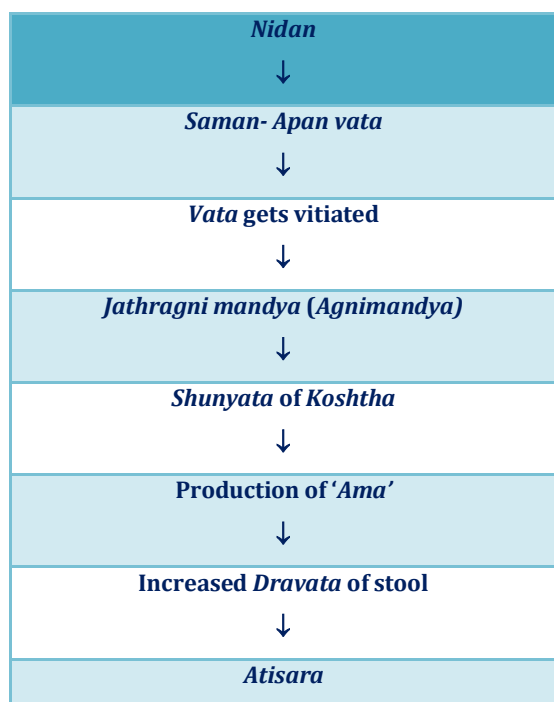 Nidan
↓
Saman- Apan vata
↓
Vata gets vitiated
↓
Jathragni mandya (Agnimandya)
↓
Shunyata of Koshtha
↓
Production of ‘Ama’
↓
Increased Dravata of stool
↓
Atisara